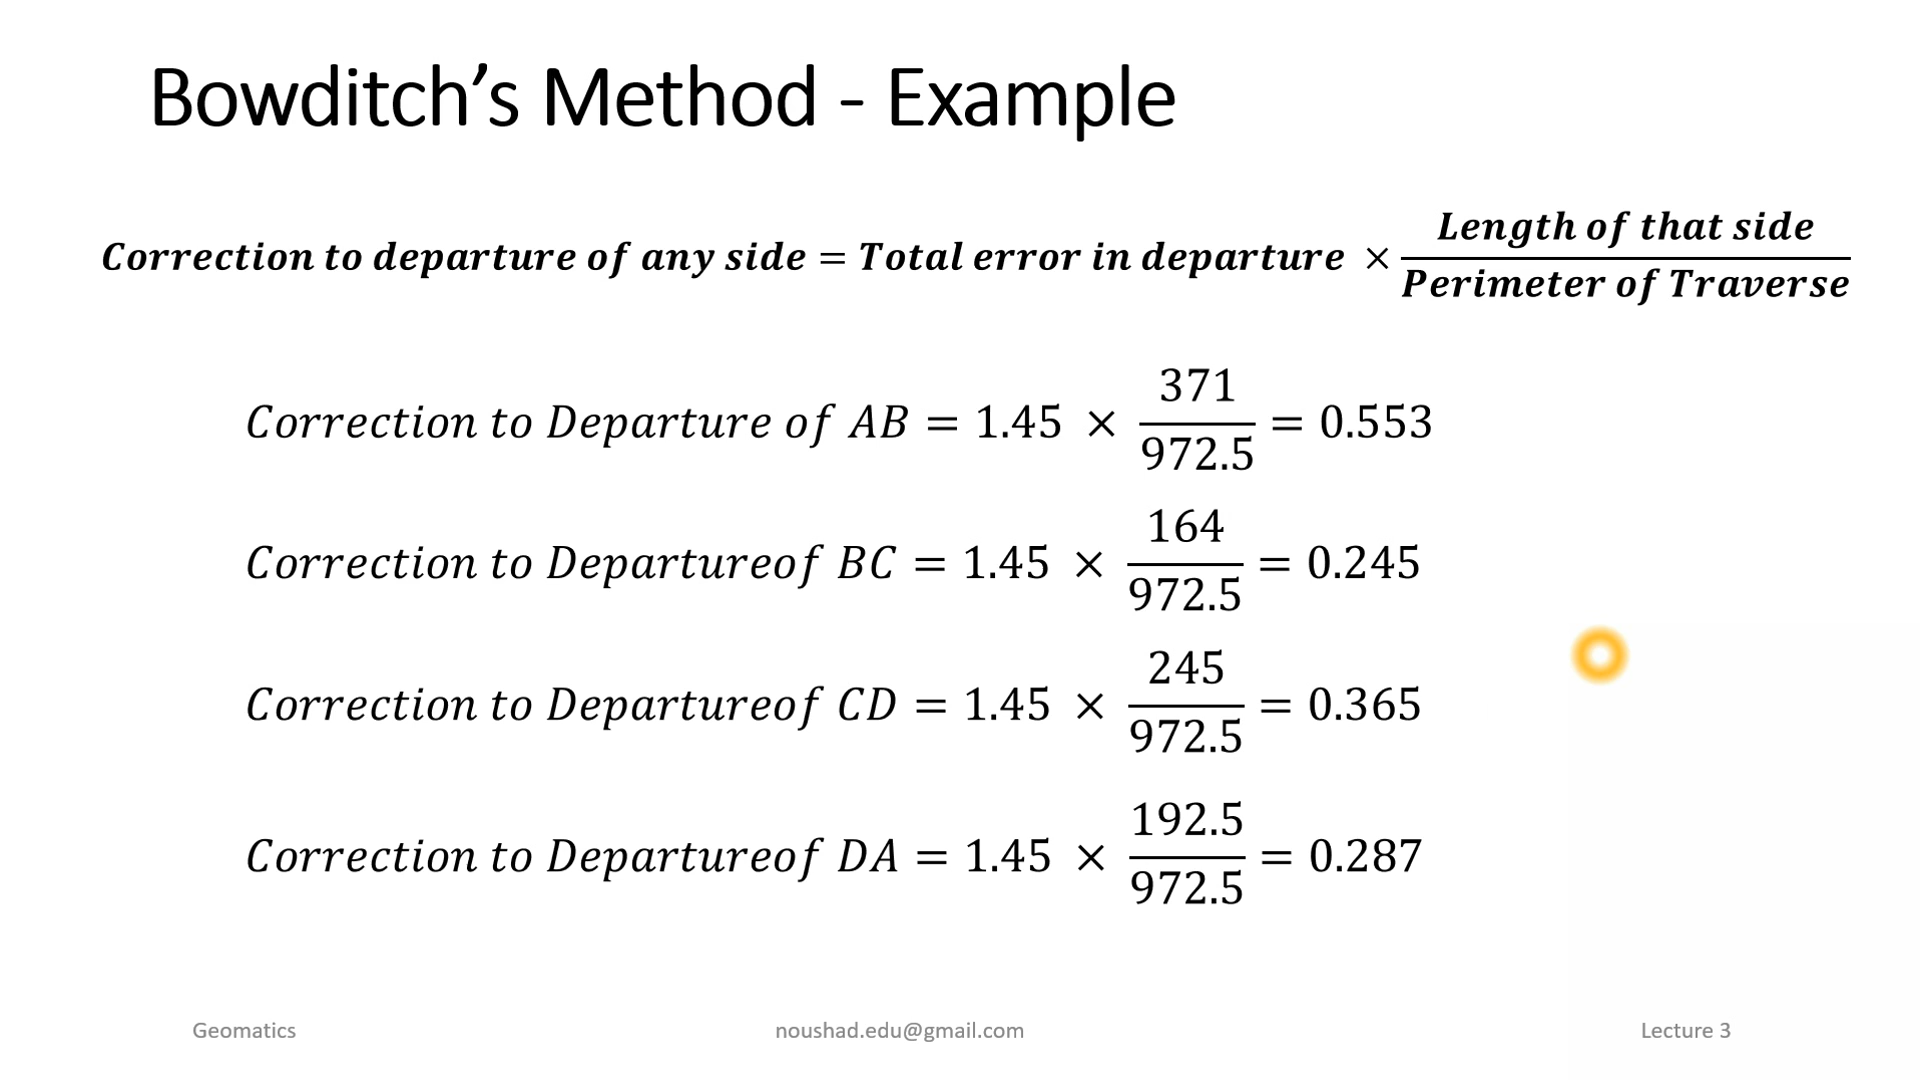 Bowditch’s Method - Example
Correction to departure of any side = Total error in departure × Length of that side / Perimeter of Traverse
Correction to Departure of AB = 1.45 × 371 / 972.5 = 0.553
Correction to Departureof BC = 1.45 × 164 / 972.5 = 0.245
Correction to Departureof CD = 1.45 × 245 / 972.5 = 0.365
Correction to Departureof DA = 1.45 × 192.5 / 972.5 = 0.287
Geomatics
noushad.edu@gmail.com
Lecture 3